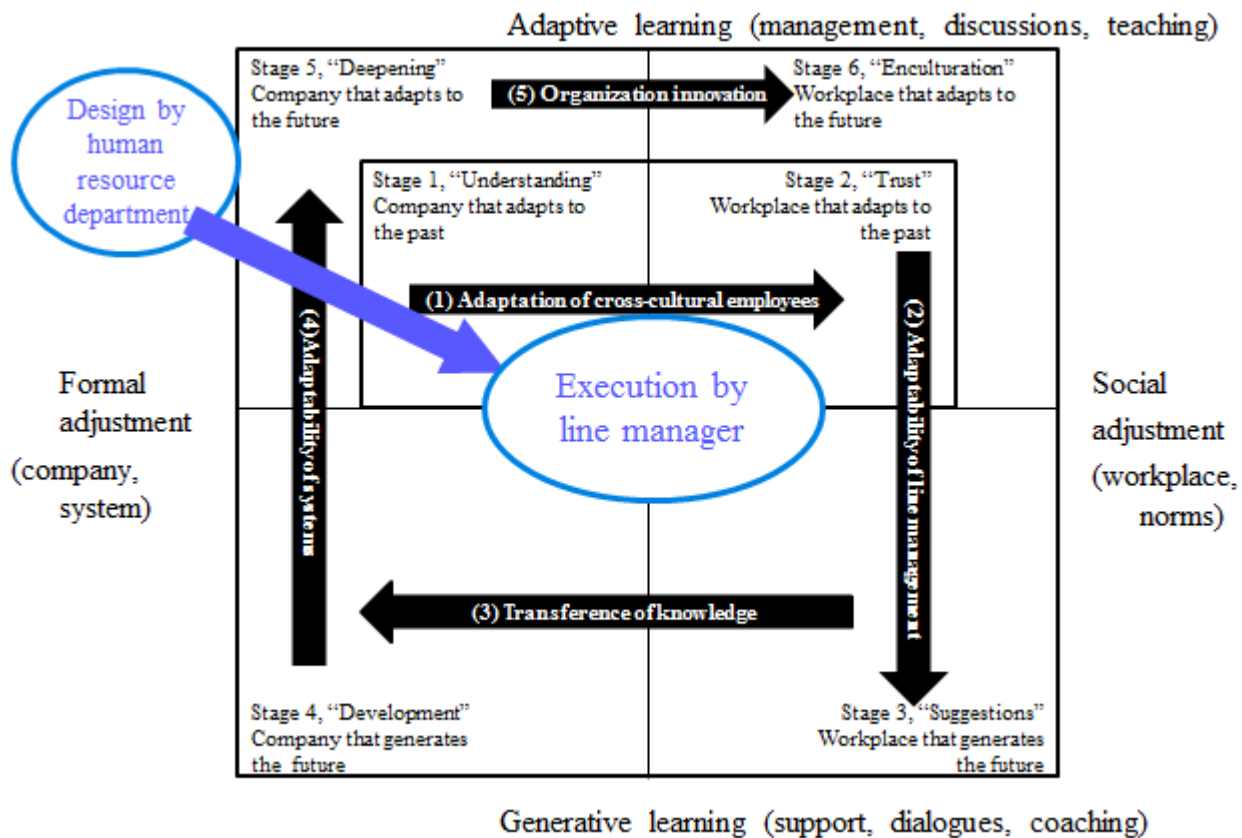 Adaptive learning (management, discussions, teaching)
Stage 5, “Deepening”
Company that adapts to
the future
(5) Organization innovation
Stage 6, “Enculturation”
Workplace that adapts to
the future
Design by
human
resource
department
Stage 1, “Understanding”
Company that adapts to
the past
Stage 2, “Trust”
Workplace that adapts to
the past
(1) Adaptation of cross-cultural employees
(2) Adaptability of line management
(4)Adaptability of systems
Execution by
line manager
Formal
adjustment
(company,
system)
Social
adjustment
(workplace,
norms)
(3) Transference of knowledge
Stage 4, “Development”
Company that generates
the future
Stage 3, “Suggestions”
Workplace that generates
the future
Generative learning (support, dialogues, coaching)